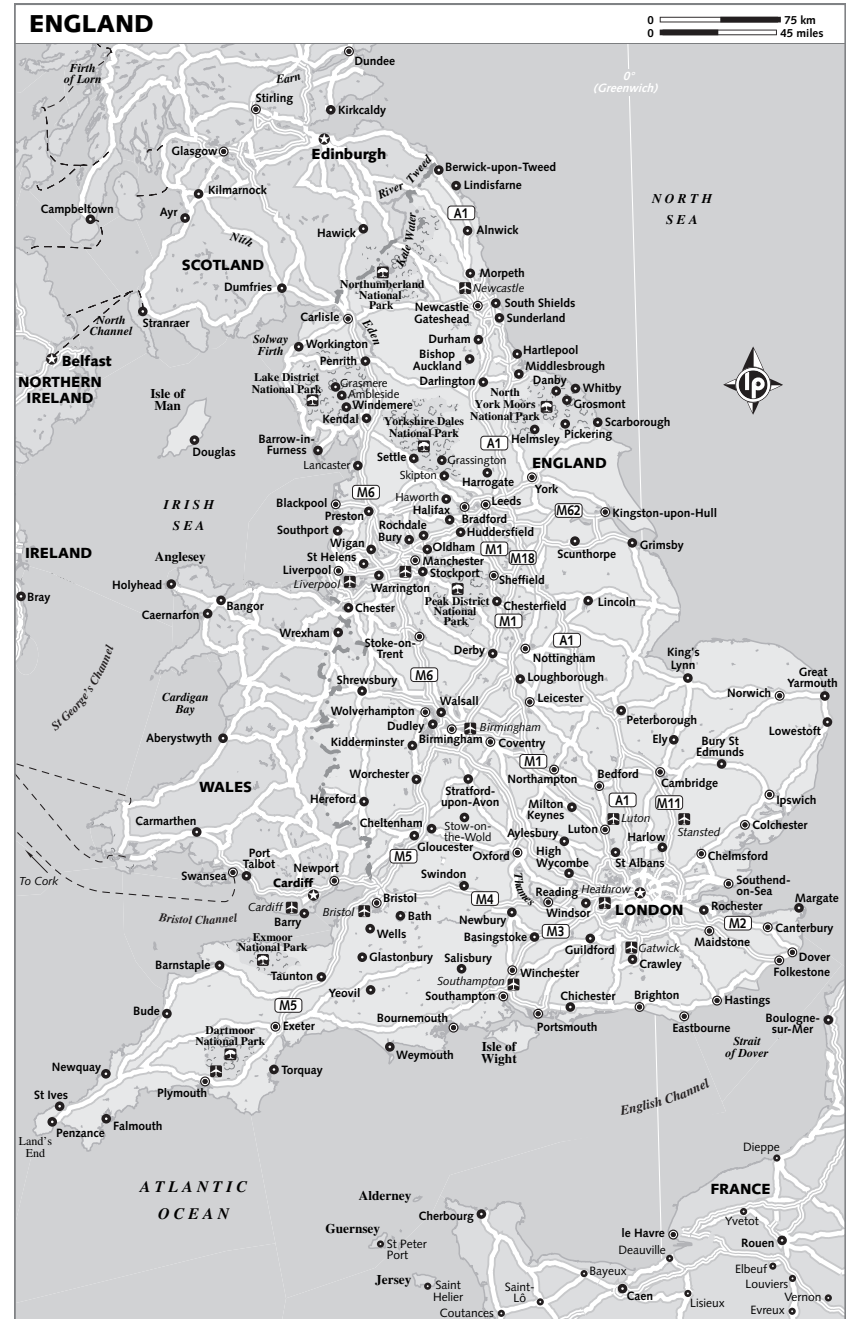 ENGLAND
0 75 km
0 45 miles
Firth
of Lorn
Earn
Dundee
0°
(Greenwich)
Stirling
Kirkcaldy
Glasgow
Edinburgh
River Tweed
Berwick-upon-Tweed
Lindisfarne
Kilmarnock
Campbeltown
Ayr
A1
NORTH
SEA
Nith
Hawick
Kale Water
Alnwick
SCOTLAND
Morpeth
Northumberland
National
Park
Newcastle
Dumfries
North
Channel
Stranraer
Carlisle
Eden
Newcastle
Gateshead
South Shields
Sunderland
Solway
Firth
Workington
Durham
Belfast
Penrith
Bishop
Auckland
Hartlepool
Middlesbrough
NORTHERN
IRELAND
Isle of
Man
Lake District
National Park
Grasmere
Ambleside
Windemere
Darlington
Danby
Whitby
Grosmont
North
York Moors
National Park
lp
Kendal
Yorkshire Dales
National Park
Scarborough
Pickering
Helmsley
Douglas
Barrow-in-
Furness
Lancaster
Settle
Grassington
A1
ENGLAND
Skipton
Harrogate
York
M6
IRISH
SEA
Blackpool
Preston
Haworth
Halifax
Leeds
Bradford
M62
Kingston-upon-Hull
Southport
Rochdale
Bury
Huddersfield
Wigan
Oldham
M1
M18
Scunthorpe
Grimsby
IRELAND
Anglesey
St Helens
Liverpool
Liverpool
Manchester
Stockport
Warrington
Sheffield
Holyhead
Bray
Bangor
Caernarfon
Chester
Peak District
National
Park
Chesterfield
Lincoln
M1
Wrexham
Stoke-on-
Trent
Derby
A1
Nottingham
King's
Lynn
St George's Channel
M6
Loughborough
Great
Yarmouth
Shrewsbury
Norwich
Cardigan
Bay
Walsall
Wolverhampton
Leicester
Peterborough
Lowestoft
Aberystwyth
Dudley
Birmingham
Birmingham
Kidderminster
Coventry
Ely
Bury St
Edmunds
M1
WALES
Worchester
Northampton
Bedford
Cambridge
Stratford-
upon-Avon
Hereford
Milton
Keynes
A1
M11
Ipswich
Carmarthen
Cheltenham
Stow-on-
the-Wold
Aylesbury
Luton
Luton
Stansted
Colchester
Gloucester
Harlow
M5
Oxford
High
Wycombe
St Albans
Chelmsford
To Cork
Swansea
Port
Talbot
Newport
Cardiff
Swindon
Thames
Reading
Heathrow
Southend-
on-Sea
Cardiff
Barry
Bristol
Bristol
M4
Windsor
LONDON
Rochester
Margate
Bristol Channel
Bath
Newbury
M2
Canterbury
Wells
Basingstoke
M3
Maidstone
Exmoor
National Park
Guildford
Gatwick
Crawley
Dover
Folkestone
Barnstaple
Glastonbury
Salisbury
Winchester
Taunton
Southampton
Yeovil
Southampton
Chichester
Brighton
Hastings
Bude
M5
Exeter
Bournemouth
Portsmouth
Eastbourne
Boulogne-
sur-Mer
Dartmoor
National Park
Weymouth
Isle of
Wight
Strait
of Dover
Newquay
Torquay
St Ives
Plymouth
English Channel
Penzance
Falmouth
Land's
End
Dieppe
ATLANTIC
OCEAN
Alderney
Cherbourg
FRANCE
Guernsey
St Peter
Port
Yvetot
le Havre
Rouen
Deauville
Jersey
Saint
Helier
Bayeux
Elbeuf
Louviers
Saint-
Lô
Caen
Lisieux
Vernon
Coutances
Evreux